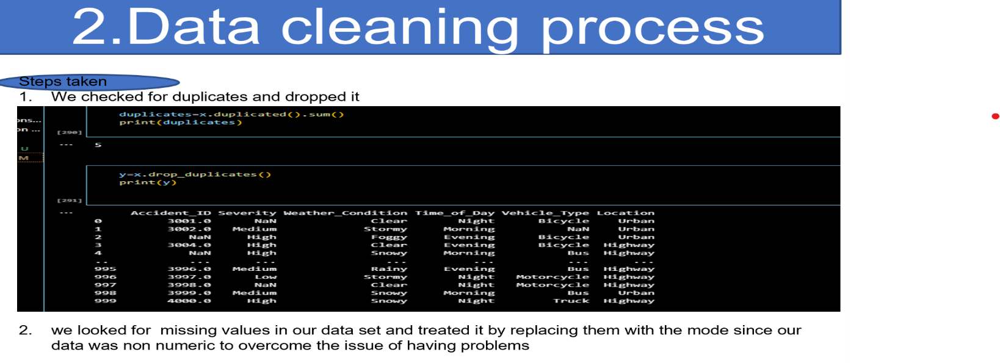 2.Data cleaning process
Steps taken
1. We checked for duplicates and dropped it
ons...
on ...
U
M
duplicates=x.duplicated().sum()
print(duplicates)
[290]
... 5
y=x.drop_duplicates()
print(y)
[291]
... Accident_ID Severity Weather_Condition Time_of_Day Vehicle_Type Location
0 3001.0 NaN Clear Night Bicycle Urban
1 3002.0 Medium Stormy Morning NaN Urban
2 NaN High Foggy Evening Bicycle Urban
3 3004.0 High Clear Evening Bicycle Highway
4 NaN High Snowy Morning Bus Highway
.. ... ... ... ... ... ...
995 3996.0 Medium Rainy Evening Bus Highway
996 3997.0 Low Stormy Night Motorcycle Highway
997 3998.0 NaN Clear Night Motorcycle Highway
998 3999.0 Medium Snowy Morning Bus Urban
999 4000.0 High Snowy Night Truck Highway
2. we looked for missing values in our data set and treated it by replacing them with the mode since our
data was non numeric to overcome the issue of having problems